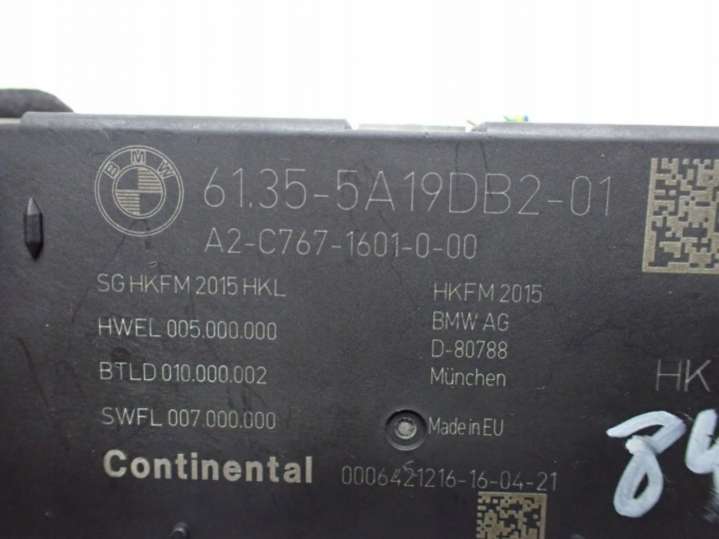 BMW
61.35-5A19DB2-01
A2-C767-1601-0-00
SG HKFM 2015 HKL
HWEL 005.000.000
BTLD 010.000.002
SWFL 007.000.000
HKFM 2015
BMW AG
D-80788
München
HK
Made in EU
84
Continental
0006421216-16-04-21